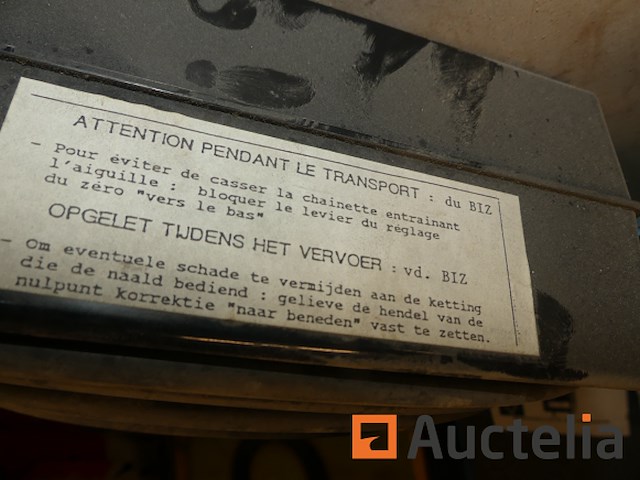 ATTENTION PENDANT LE TRANSPORT : du BIZ
- Pour éviter de casser la chainette entrainant
l'aiguille : bloquer le levier du réglage
du zéro "vers le bas"
OPGELET TIJDENS HET VERVOER : vd. BIZ
- Om eventuele schade te vermijden aan de ketting
die de naald bediend : gelieve de hendel van de
nulpunt korrektie "naar beneden" vast te zetten.
Auctelia